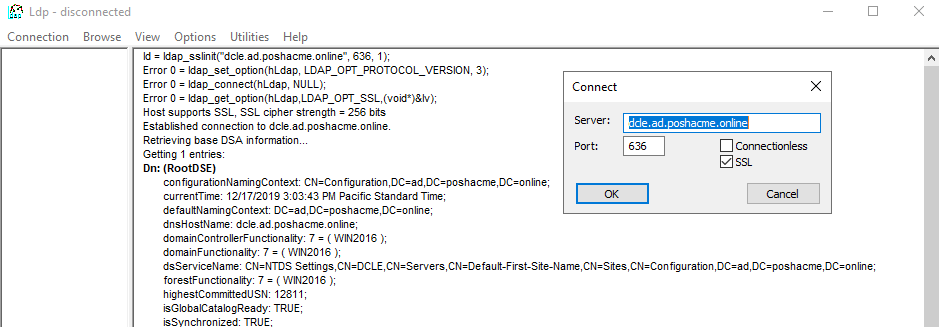 Ldp - disconnected
Connection Browse View Options Utilities Help
ld = ldap_sslinit("dcle.ad.poshacme.online", 636, 1);
Error 0 = ldap_set_option(hLdap, LDAP_OPT_PROTOCOL_VERSION, 3);
Error 0 = ldap_connect(hLdap, NULL);
Error 0 = ldap_get_option(hLdap,LDAP_OPT_SSL,(void*)&lv);
Host supports SSL, SSL cipher strength = 256 bits
Established connection to dcle.ad.poshacme.online.
Retrieving base DSA information...
Getting 1 entries:
Dn: (RootDSE)
configurationNamingContext: CN=Configuration,DC=ad,DC=poshacme,DC=online;
currentTime: 12/17/2019 3:03:43 PM Pacific Standard Time;
defaultNamingContext: DC=ad,DC=poshacme,DC=online;
dnsHostName: dcle.ad.poshacme.online;
domainControllerFunctionality: 7 = ( WIN2016 );
domainFunctionality: 7 = ( WIN2016 );
dsServiceName: CN=NTDS Settings,CN=DCLE,CN=Servers,CN=Default-First-Site-Name,CN=Sites,CN=Configuration,DC=ad,DC=poshacme,DC=online;
forestFunctionality: 7 = ( WIN2016 );
highestCommittedUSN: 12811;
isGlobalCatalogReady: TRUE;
isSynchronized: TRUE;
Connect
Server: dcle.ad.poshacme.online
Port: 636 Connectionless
SSL
OK Cancel